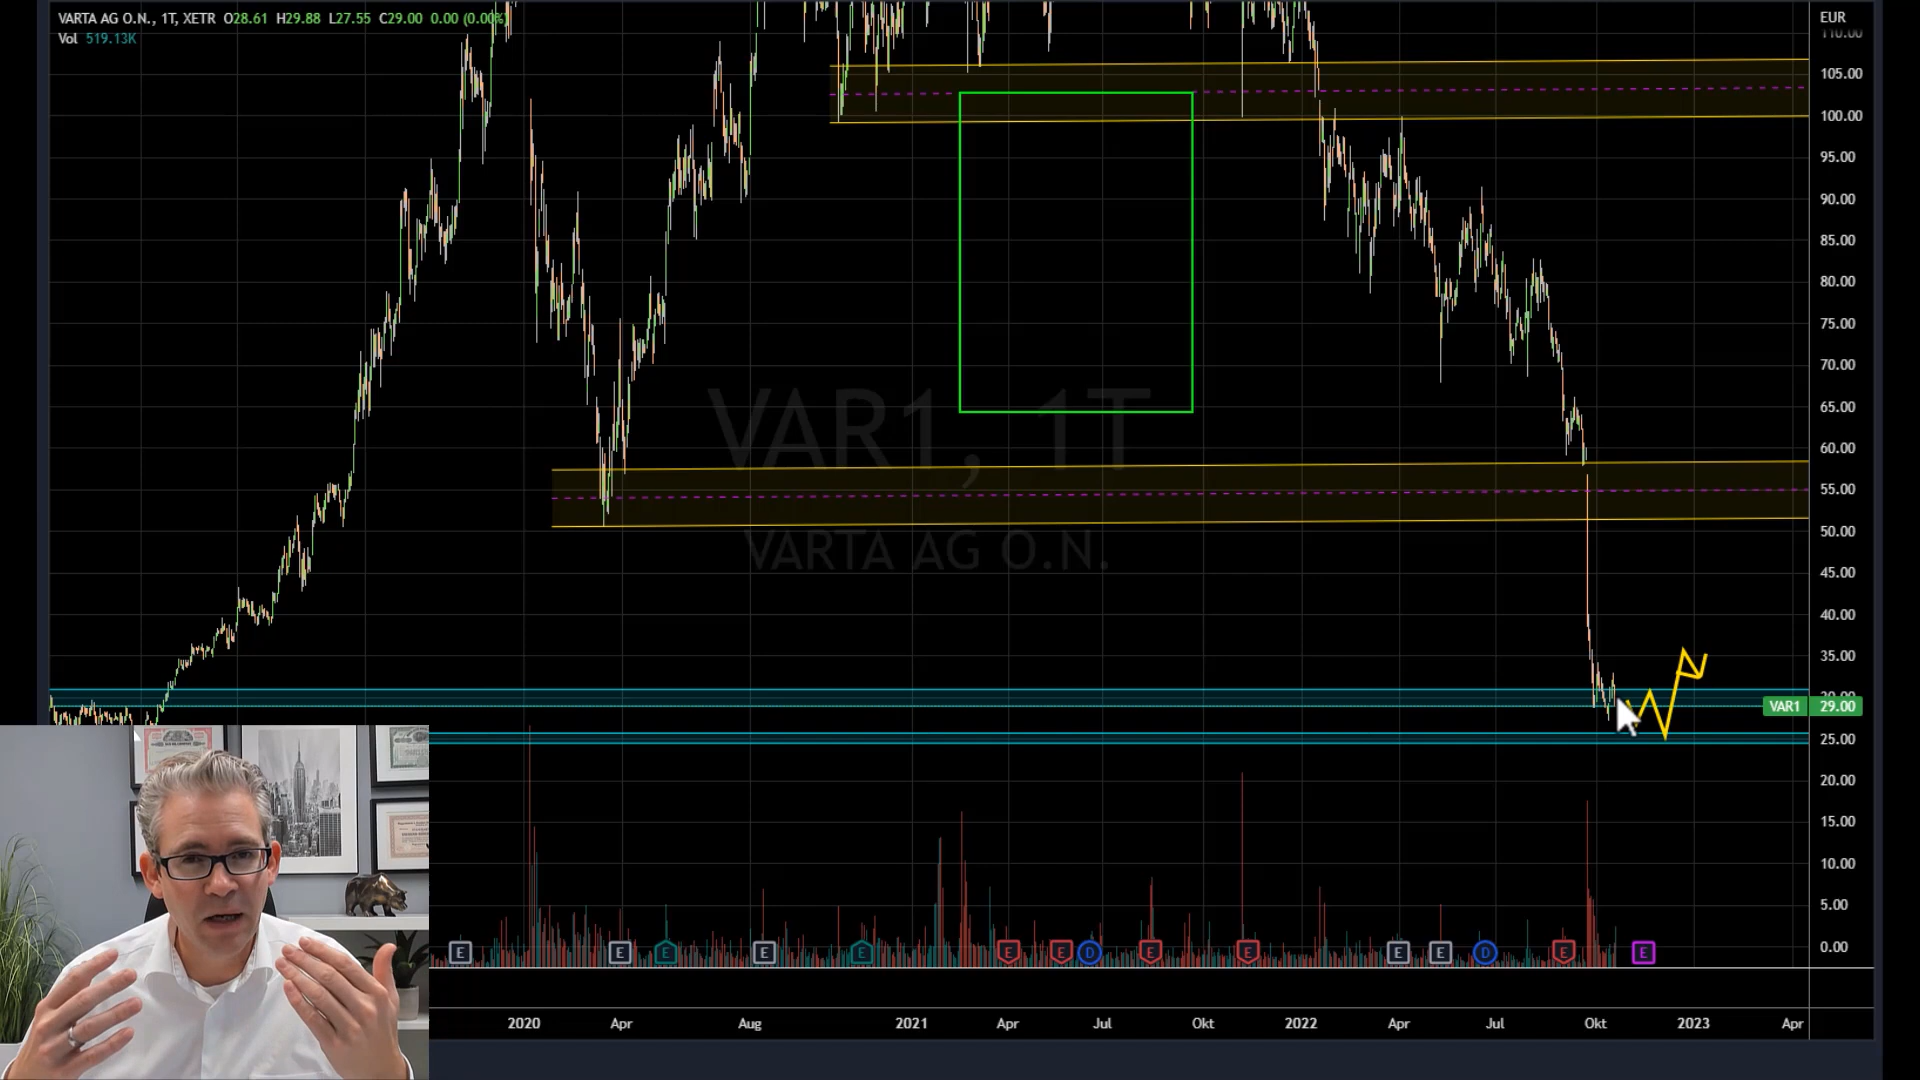 VARTA AG O.N., 1T, XETR O28.61 H29.88 L27.55 C29.00 0.00 (0.00%)
Vol 519.13K
EUR
110.00
105.00
100.00
95.00
90.00
85.00
80.00
75.00
70.00
65.00
60.00
55.00
50.00
45.00
40.00
35.00
30.00
VAR1 29.00
25.00
20.00
15.00
10.00
5.00
0.00
VAR1, 1T
VARTA AG O.N.
E E E E E E E D E E E E D E E
2020 Apr Aug 2021 Apr Jul Okt 2022 Apr Jul Okt 2023 Apr